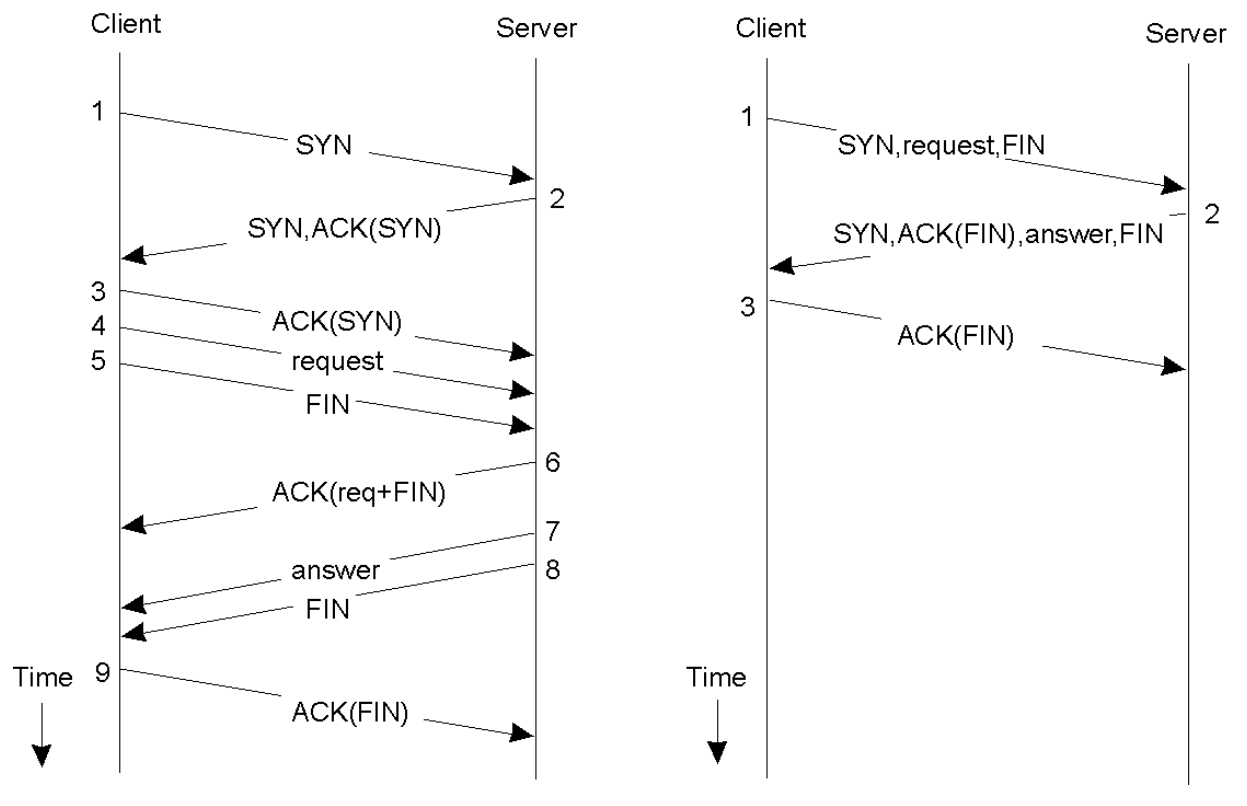 Client
Server
1
SYN
2
SYN,ACK(SYN)
3
ACK(SYN)
4
request
5
FIN
6
ACK(req+FIN)
7
answer
8
FIN
9
ACK(FIN)
Time
Client
Server
1
SYN,request,FIN
2
SYN,ACK(FIN),answer,FIN
3
ACK(FIN)
Time